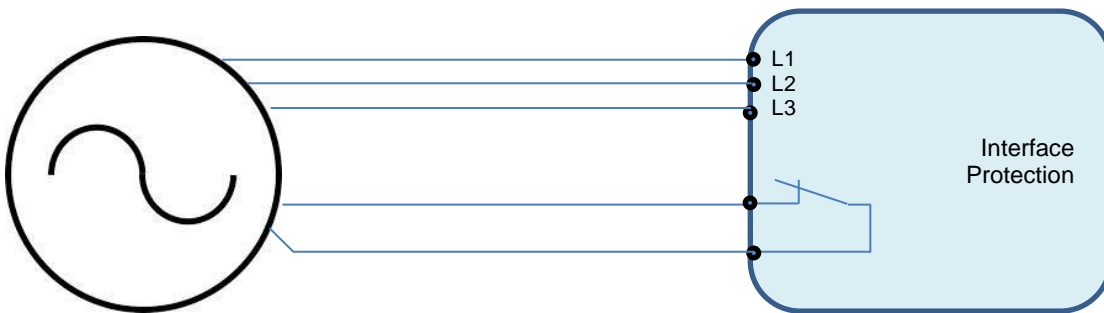 L1
L2
L3
Interface
Protection